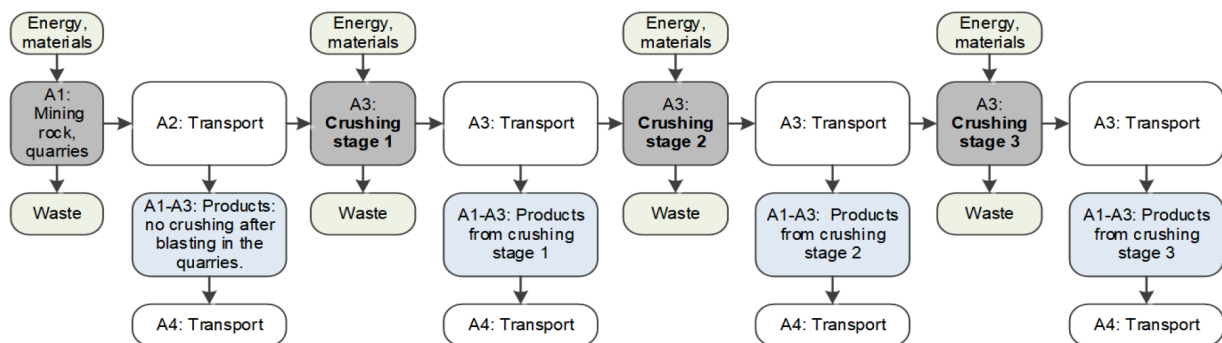 Energy,
materials
Energy,
materials
Energy,
materials
Energy,
materials
A1:
Mining
rock,
quarries
A2: Transport
A3:
Crushing
stage 1
A3: Transport
A3:
Crushing
stage 2
A3: Transport
A3:
Crushing
stage 3
A3: Transport
Waste
A1-A3: Products:
no crushing after
blasting in the
quarries.
Waste
A1-A3: Products
from crushing
stage 1
Waste
A1-A3: Products
from crushing
stage 2
Waste
A1-A3: Products
from crushing
stage 3
A4: Transport
A4: Transport
A4: Transport
A4: Transport